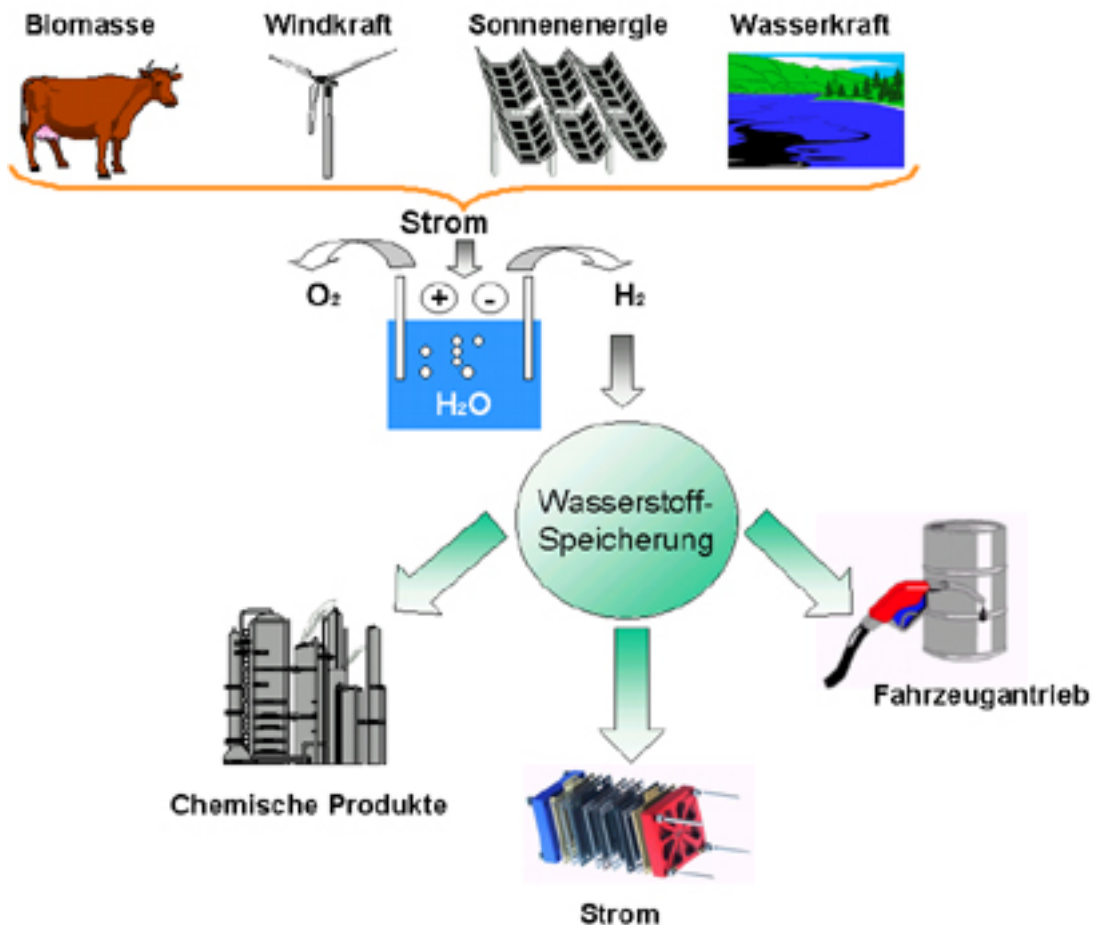 Biomasse
Windkraft
Sonnenenergie
Wasserkraft
Strom
O₂
+
-
H₂
H₂O
Wasserstoff-
Speicherung
Fahrzeugantrieb
Chemische Produkte
Strom